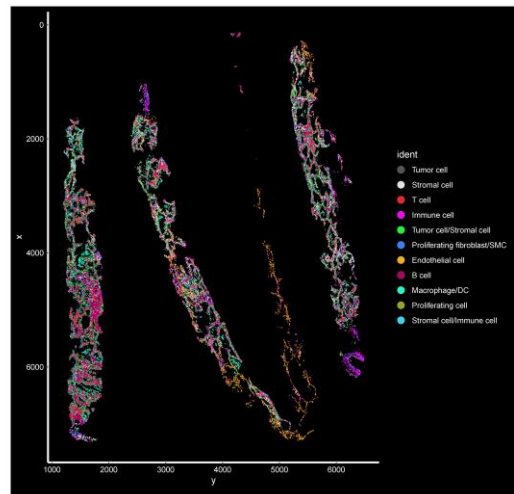 0
2000
4000
6000
x
1000 2000 3000 4000 5000 6000
y
ident
Tumor cell
Stromal cell
T cell
Immune cell
Tumor cell/Stromal cell
Proliferating fibroblast/SMC
Endothelial cell
B cell
Macrophage/DC
Proliferating cell
Stromal cell/Immune cell